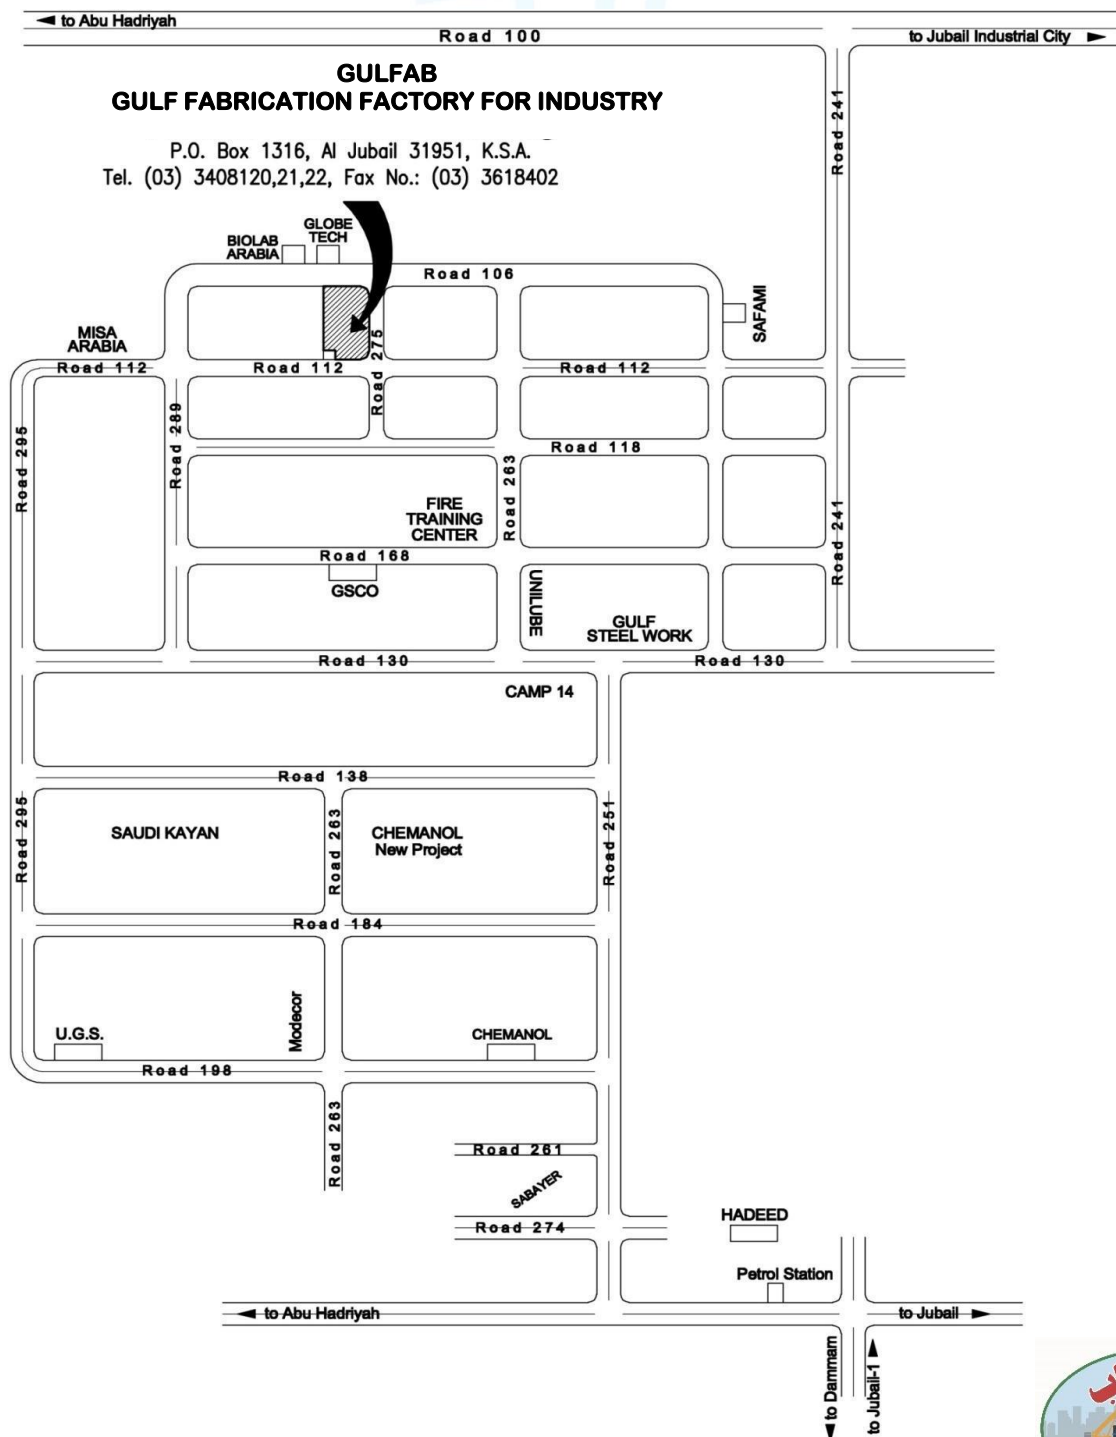 to Abu Hadriyah
Road 100
to Jubail Industrial City
GULFAB
GULF FABRICATION FACTORY FOR INDUSTRY
P.O. Box 1316, Al Jubail 31951, K.S.A.
Tel. (03) 3408120,21,22, Fax No.: (03) 3618402
Road 241
BIOLAB
ARABIA
GLOBE
TECH
Road 106
SAFAMI
MISA
ARABIA
Road 112
Road 112
Road 275
Road 112
Road 295
Road 289
Road 275
Road 118
Road 263
FIRE
TRAINING
CENTER
Road 241
Road 168
GSCO
UNILUBE
GULF
STEEL WORK
Road 130
Road 130
CAMP 14
Road 138
Road 295
SAUDI KAYAN
Road 263
CHEMANOL
New Project
Road 251
Road 184
Modecor
U.G.S.
CHEMANOL
Road 198
Road 263
Road 261
SABAYER
Road 274
HADEED
Petrol Station
to Abu Hadriyah
to Jubail
to Dammam
to Jubail-1